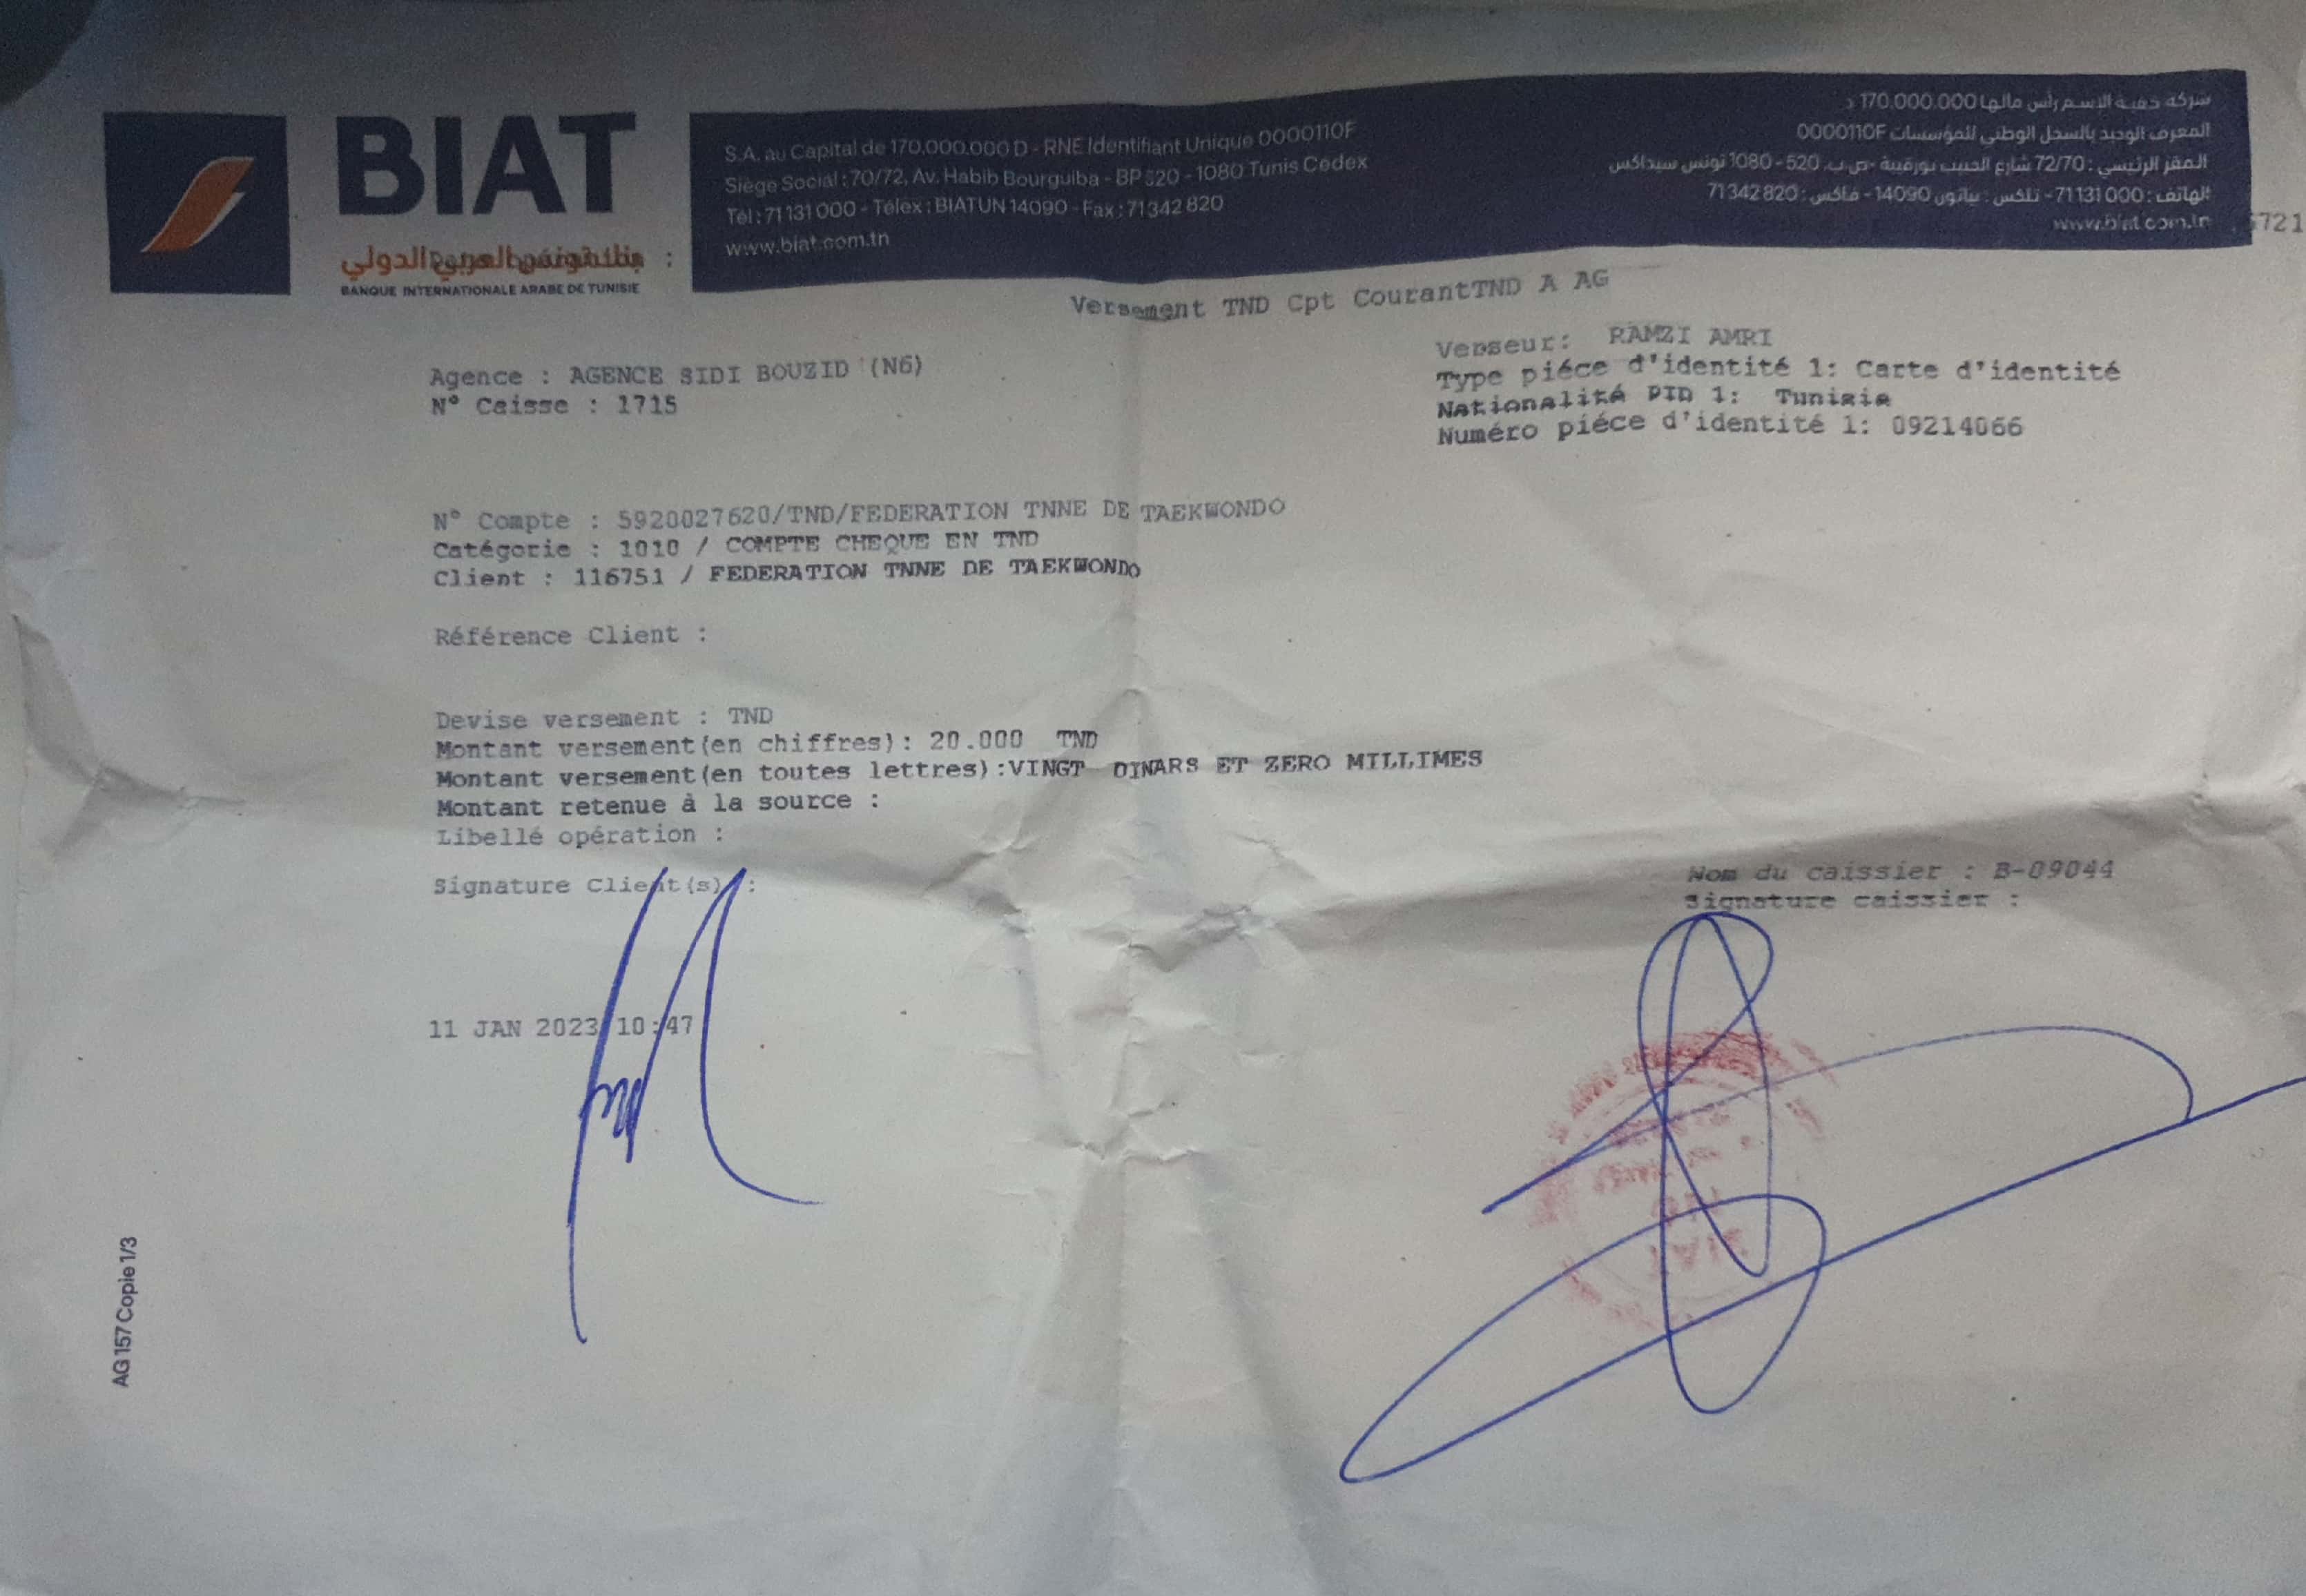 BIAT
بنك تونس العربي الدولي :
BANQUE INTERNATIONALE ARABE DE TUNISIE
S.A. au Capital de 170.000.000 D - RNE Identifiant Unique 0000110F
Siège Social : 70/72, Av. Habib Bourguiba - BP 520 - 1080 Tunis Cedex
Tél : 71 131 000 - Télex : BIATUN 14090 - Fax : 71 342 820
www.biat.com.tn
شركة خفية الاسم رأس مالها 170.000.000 د
المعرف الوحيد بالسجل الوطني للمؤسسات 0000110F
المقر الرئيسي : 72/70 شارع الحبيب بورقيبة -ص.ب. 520 - 1080 تونس سيداكس
الهاتف : 71131 000 - تلكس : بياتون 14090 - فاكس : 71 342 820
www.biat.com.tn
6721
Versement TND Cpt CourantTND A AG
Agence : AGENCE SIDI BOUZID (N6)
N° Caisse : 1715
Verseur: RAMZI AMRI
Type piéce d'identité 1: Carte d'identité
Nationalité PID 1: Tunisie
Numéro piéce d'identité 1: 09214066
N° Compte : 5920027620/TND/FEDERATION TNNE DE TAEKWONDO
Catégorie : 1010 / COMPTE CHEQUE EN TND
Client : 116751 / FEDERATION TNNE DE TAEKWONDO
Référence Client :
Devise versement : TND
Montant versement(en chiffres): 20.000 TND
Montant versement(en toutes lettres):VINGT DINARS ET ZERO MILLIMES
Montant retenue à la source :
Libellé opération :
Signature Client(s) :
Nom du caissier : B-09044
Signature caissier :
11 JAN 2023 10:47
AG 157 Copie 1/3